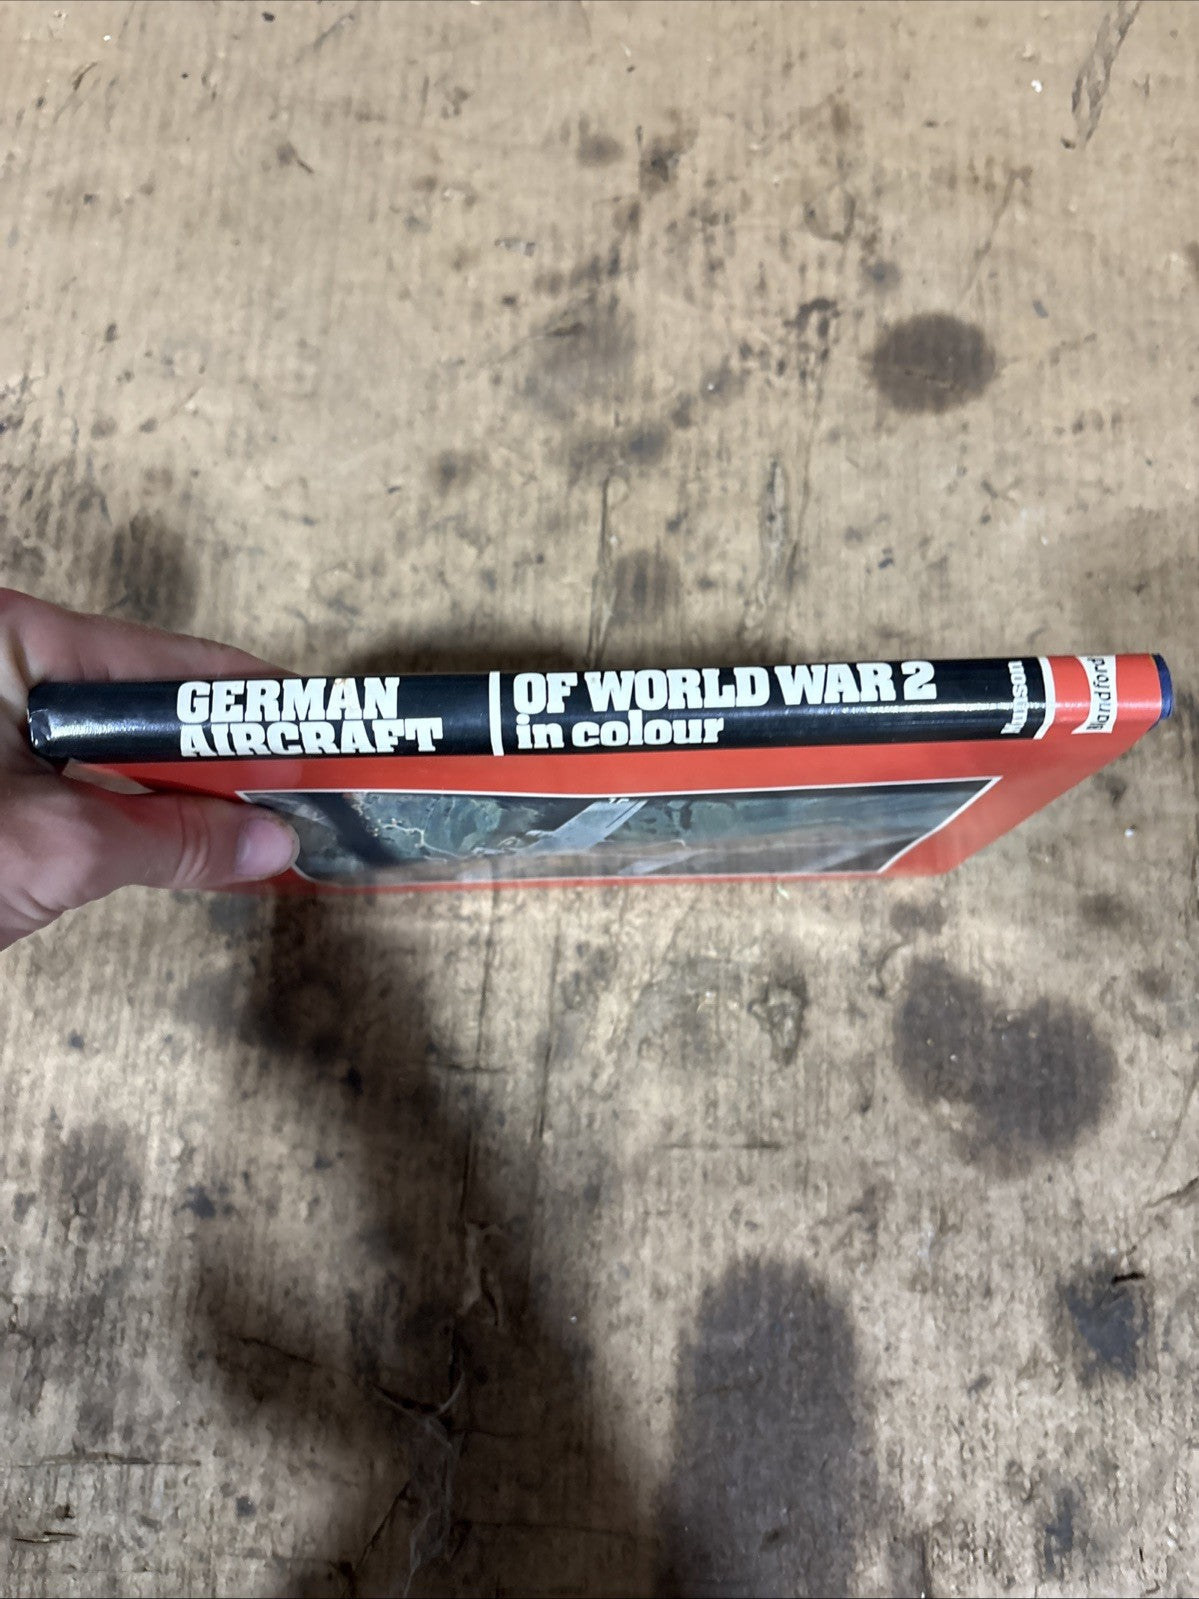 GERMAN
AIRCRAFT
OF WORLD WAR 2
in colour
Munson
Blandford